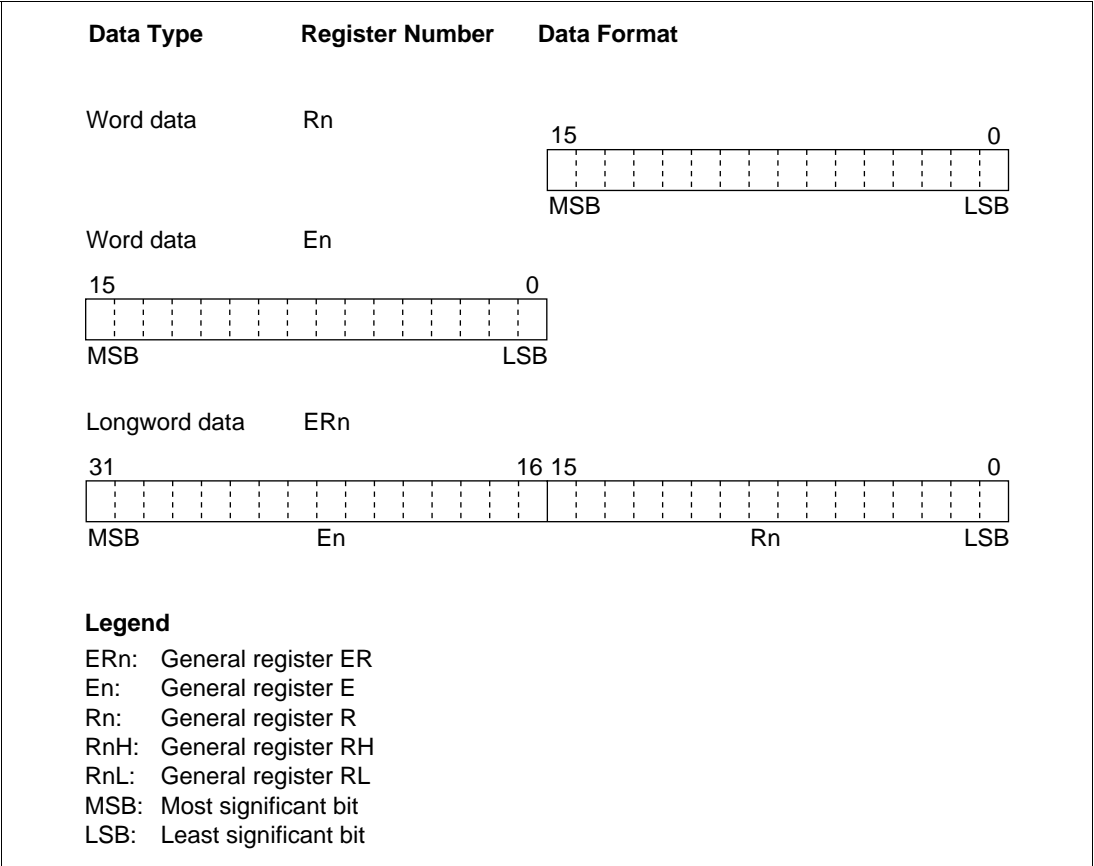 Data Type Register Number Data Format
Word data Rn
15 0
MSB LSB
Word data En
15 0
MSB LSB
Longword data ERn
31 16 15 0
MSB En Rn LSB
Legend
ERn: General register ER
En: General register E
Rn: General register R
RnH: General register RH
RnL: General register RL
MSB: Most significant bit
LSB: Least significant bit